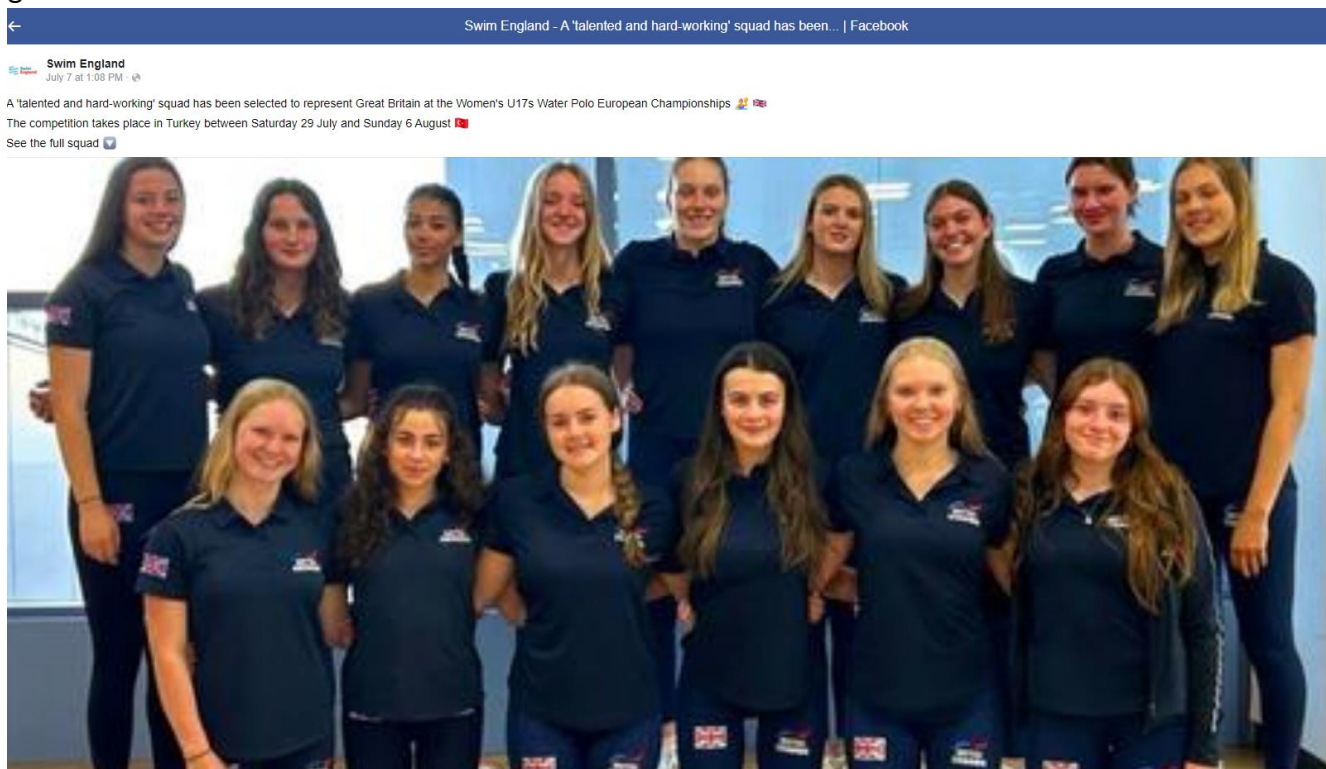 Swim England - A 'talented and hard-working' squad has been... | Facebook
Swim England
July 7 at 1:08 PM ·
A 'talented and hard-working' squad has been selected to represent Great Britain at the Women's U17s Water Polo European Championships 🤽 🇬🇧
The competition takes place in Turkey between Saturday 29 July and Sunday 6 August 🇹🇷
See the full squad 🔽